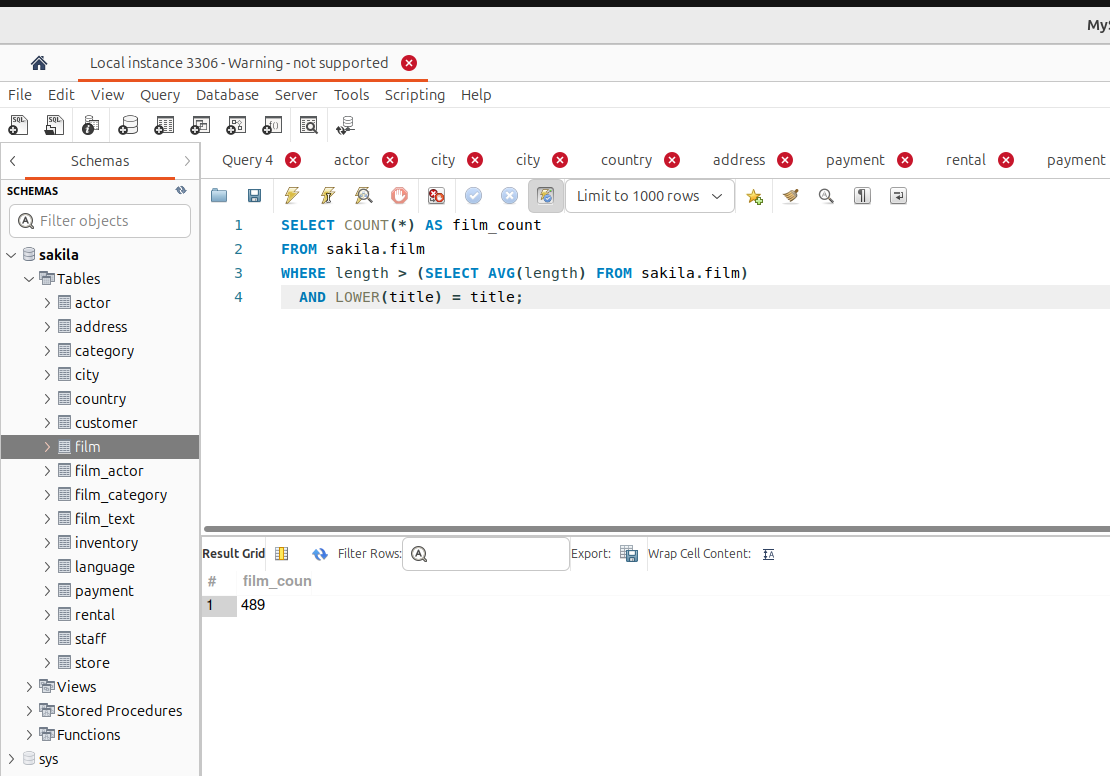 MyS
Local instance 3306 - Warning - not supported
File Edit View Query Database Server Tools Scripting Help
SQL SQL
Schemas
Query 4 actor city city country address payment rental payment
SCHEMAS
Limit to 1000 rows
Filter objects
1 SELECT COUNT(*) AS film_count
2 FROM sakila.film
3 WHERE length > (SELECT AVG(length) FROM sakila.film)
4 AND LOWER(title) = title;
sakila
Tables
actor
address
category
city
country
customer
film
film_actor
film_category
film_text
inventory
language
payment
rental
staff
store
Views
Stored Procedures
Functions
sys
Result Grid Filter Rows: Export: Wrap Cell Content:
# film_coun
1 489